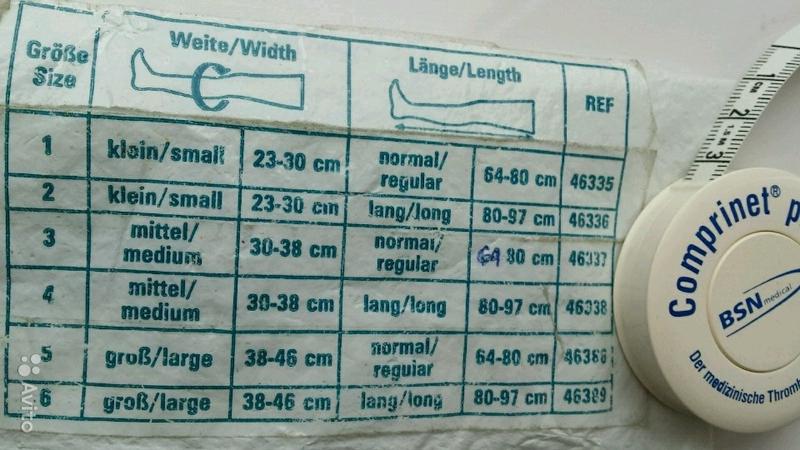 Größe
Size
Weite/Width
Länge/Length
REF
1
klein/small
23-30 cm
normal/
regular
64-80 cm
46335
2
klein/small
23-30 cm
lang/long
80-97 cm
46336
3
mittel/
medium
30-38 cm
normal/
regular
80 cm
46337
4
mittel/
medium
30-38 cm
lang/long
80-97 cm
46338
5
groß/large
38-46 cm
normal/
regular
64-80 cm
6
groß/large
38-46 cm
lang/long
80-97 cm
46389
1
cm
2
3
Comprinet® p
BSN medical
Der medizinische Thromb
Avito